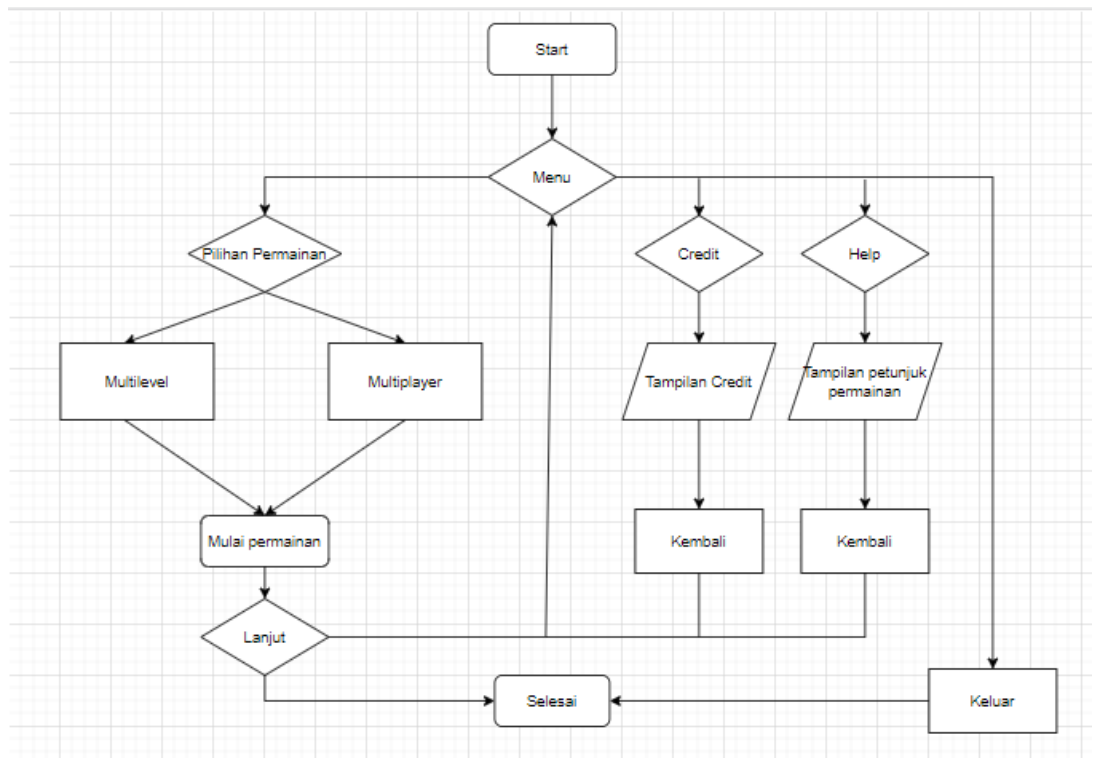 Start
Menu
Pilihan Permainan
Credit
Help
Multilevel
Multiplayer
Tampilan Credit
Tampilan petunjuk
permainan
Mulai permainan
Kembali
Kembali
Lanjut
Selesai
Keluar